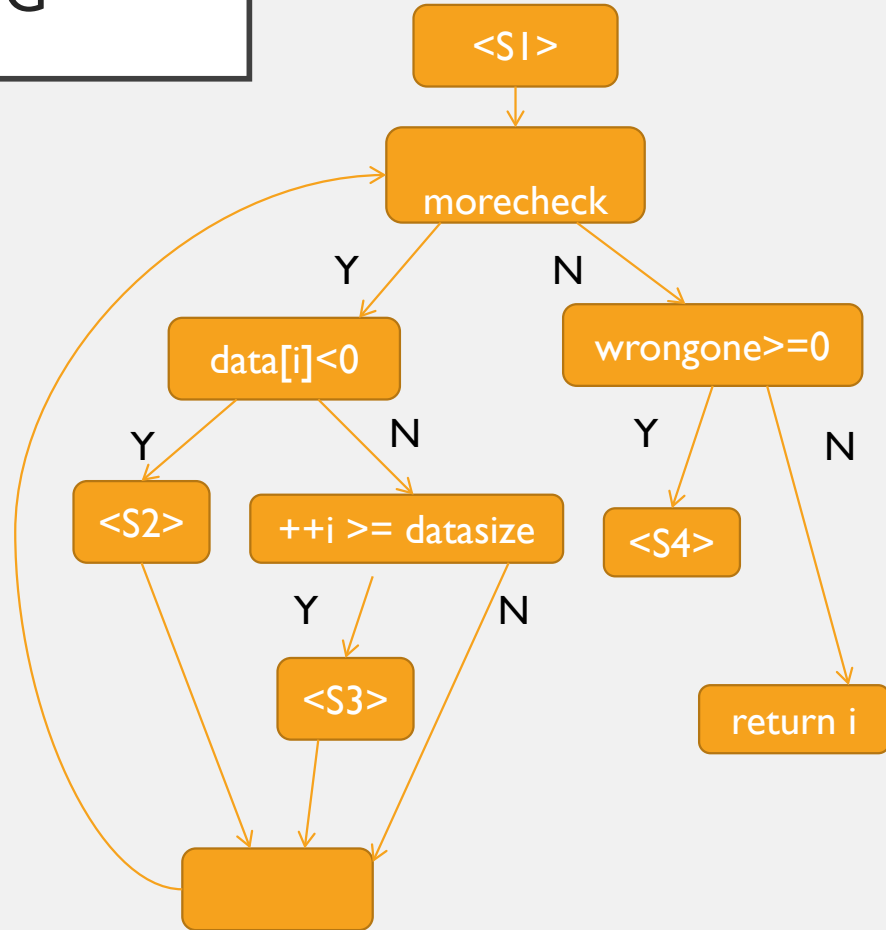 G
<S1>
morecheck
Y
N
data[i]<0
wrongone>=0
Y
N
Y
N
<S2>
++i >= datasize
<S4>
Y
N
<S3>
return i